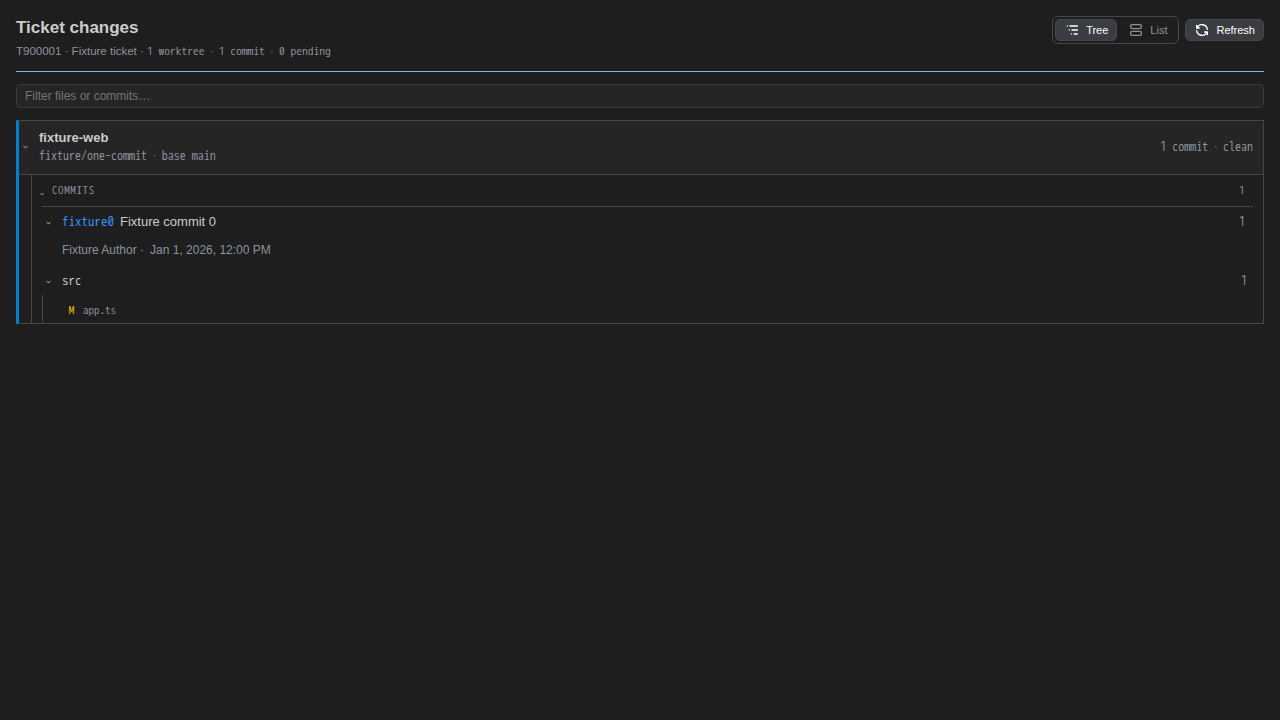 Ticket changes
Tree
List
Refresh
T900001 · Fixture ticket · 1 worktree · 1 commit · 0 pending
Filter files or commits…
fixture-web
fixture/one-commit · base main
1 commit · clean
COMMITS
1
fixture0 Fixture commit 0
1
Fixture Author · Jan 1, 2026, 12:00 PM
src
1
M app.ts